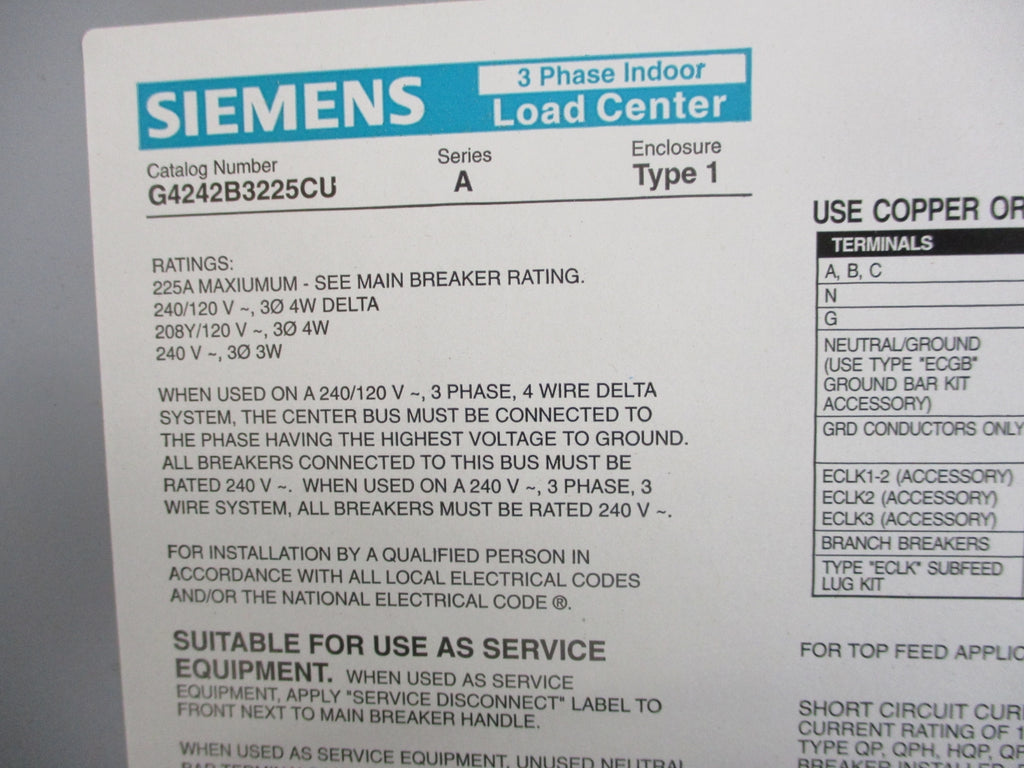 SIEMENS
3 Phase Indoor
Load Center
Catalog Number
G4242B3225CU
Series
A
Enclosure
Type 1
RATINGS:
225A MAXIUMUM - SEE MAIN BREAKER RATING.
240/120 V ~, 3Ø 4W DELTA
208Y/120 V ~, 3Ø 4W
240 V ~, 3Ø 3W
WHEN USED ON A 240/120 V ~, 3 PHASE, 4 WIRE DELTA
SYSTEM, THE CENTER BUS MUST BE CONNECTED TO
THE PHASE HAVING THE HIGHEST VOLTAGE TO GROUND.
ALL BREAKERS CONNECTED TO THIS BUS MUST BE
RATED 240 V ~. WHEN USED ON A 240 V ~, 3 PHASE, 3
WIRE SYSTEM, ALL BREAKERS MUST BE RATED 240 V ~.
FOR INSTALLATION BY A QUALIFIED PERSON IN
ACCORDANCE WITH ALL LOCAL ELECTRICAL CODES
AND/OR THE NATIONAL ELECTRICAL CODE ®.
SUITABLE FOR USE AS SERVICE
EQUIPMENT. WHEN USED AS SERVICE
EQUIPMENT, APPLY "SERVICE DISCONNECT" LABEL TO
FRONT NEXT TO MAIN BREAKER HANDLE.
WHEN USED AS SERVICE EQUIPMENT, UNUSED NEUTRAL
USE COPPER OR
TERMINALS
A, B, C
N
G
NEUTRAL/GROUND
(USE TYPE "ECGB"
GROUND BAR KIT
ACCESSORY)
GRD CONDUCTORS ONLY
ECLK1-2 (ACCESSORY)
ECLK2 (ACCESSORY)
ECLK3 (ACCESSORY)
BRANCH BREAKERS
TYPE "ECLK" SUBFEED
LUG KIT
FOR TOP FEED APPLIC
SHORT CIRCUIT CURR
CURRENT RATING OF 1
TYPE QP, QPH, HQP, QP